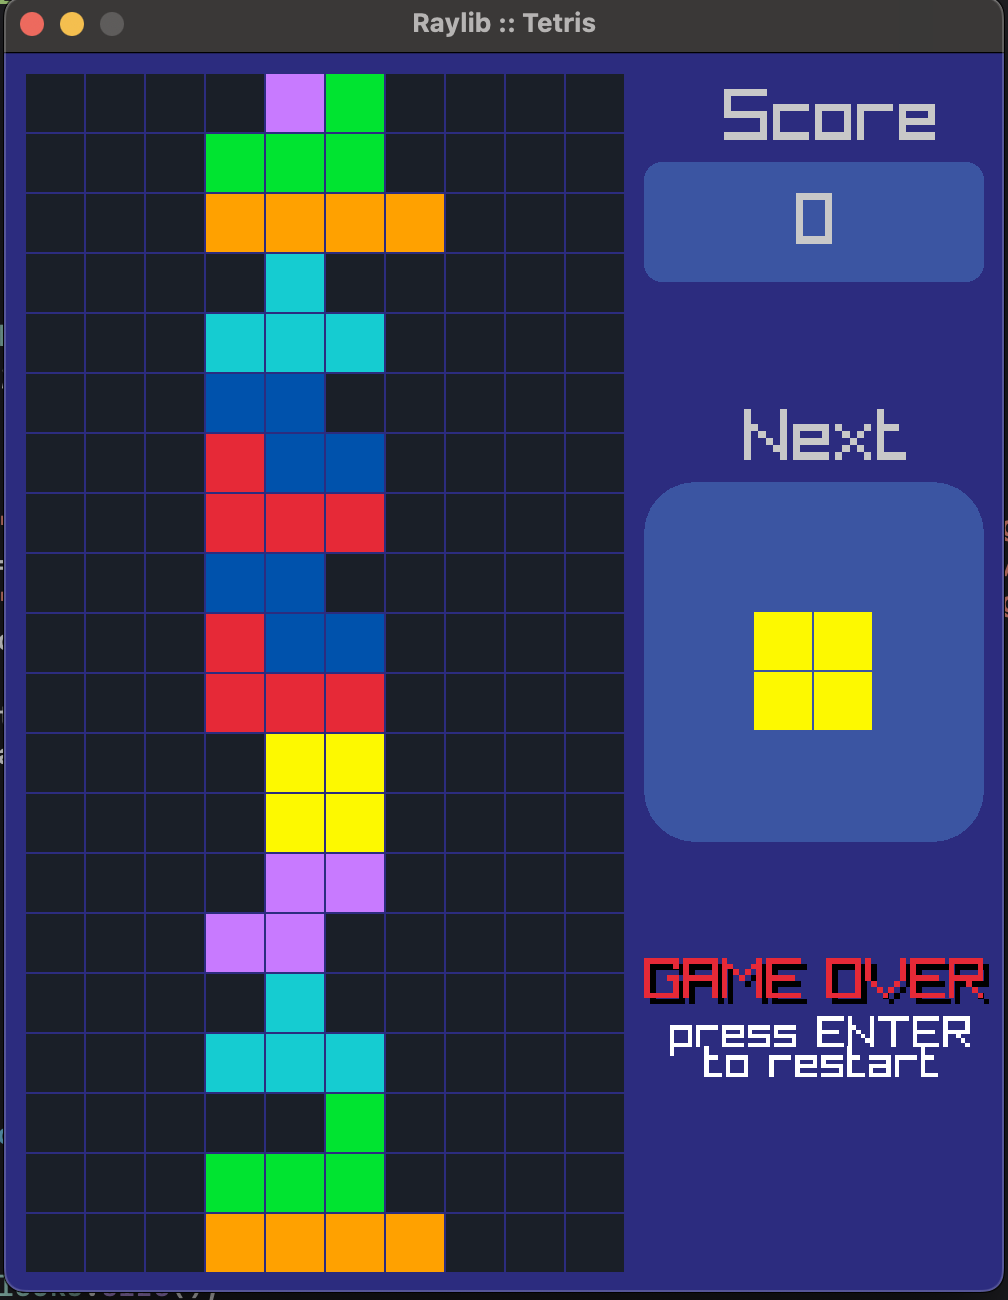 Raylib :: Tetris
Score
0
Next
GAME OVER
press ENTER
to restart